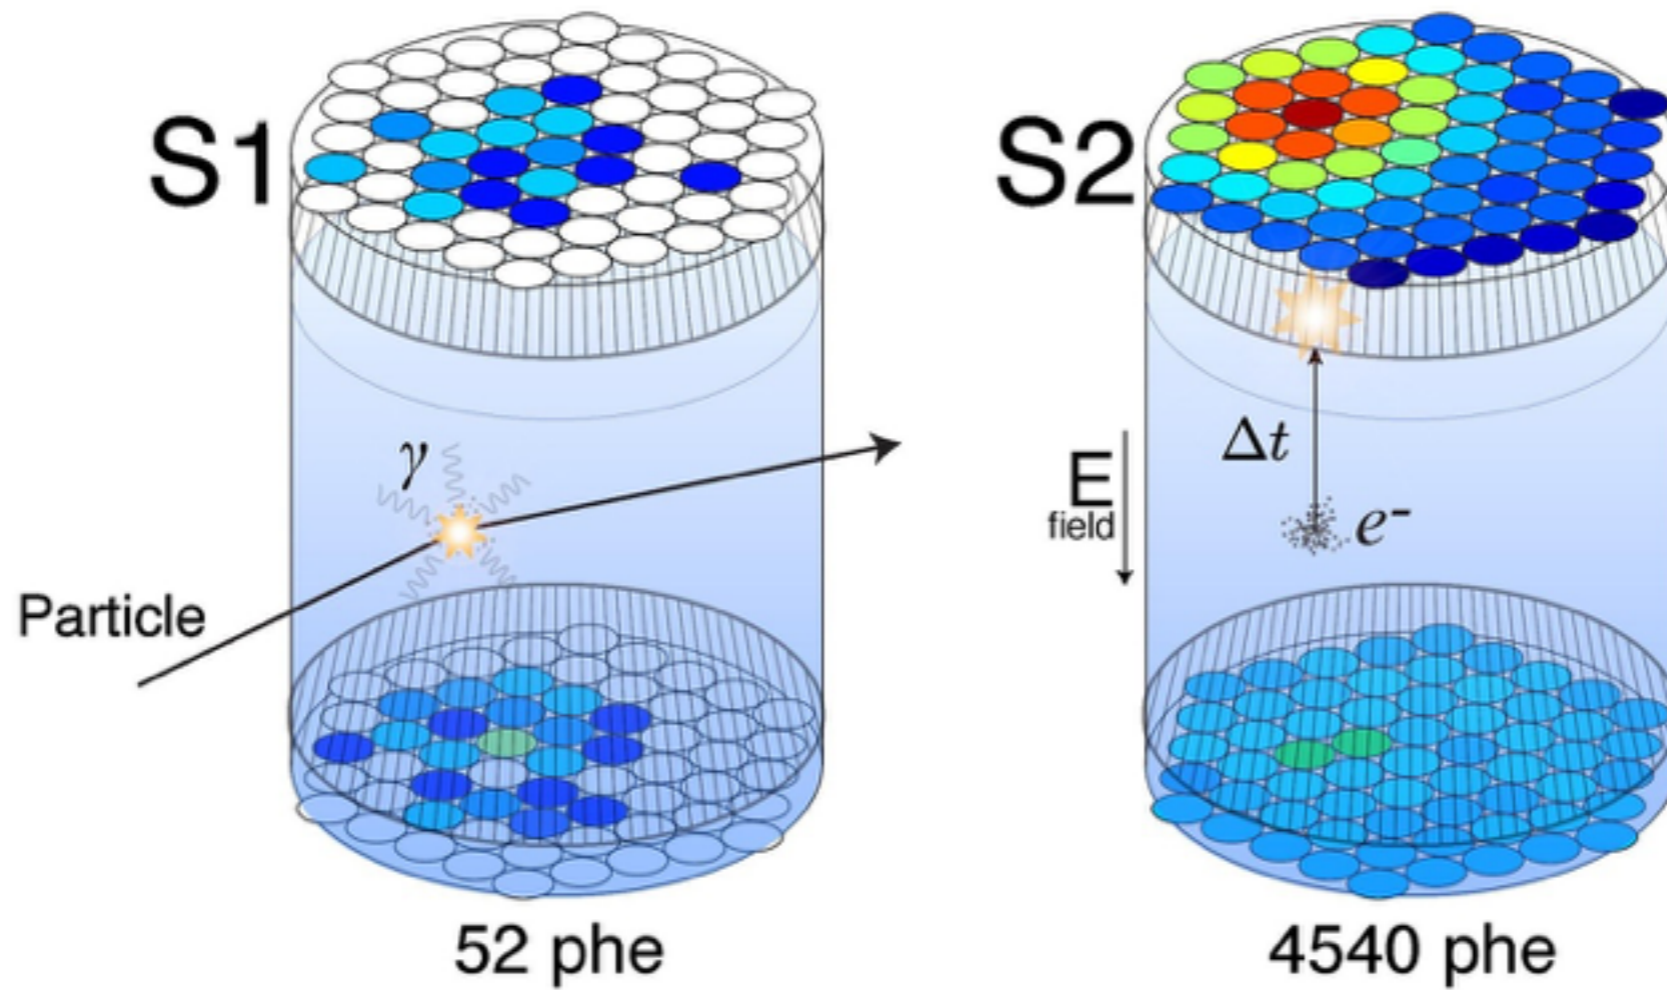 S1
γ
Particle
52 phe
S2
Δt
E
field
e⁻
4540 phe